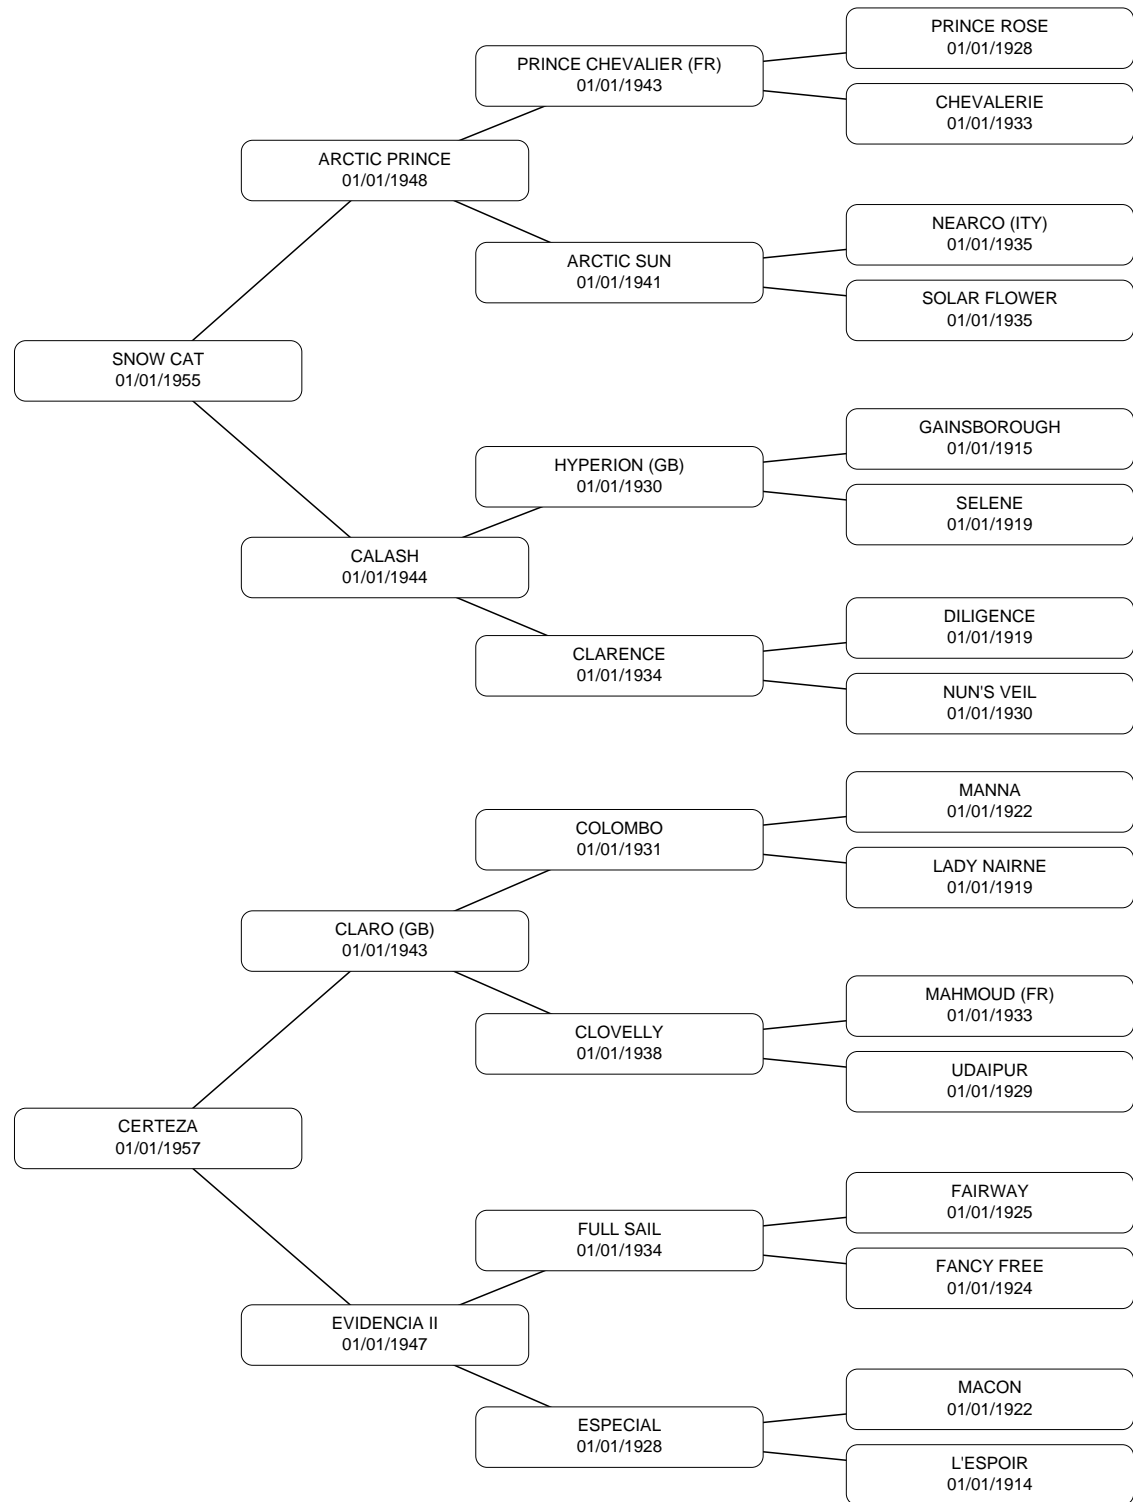 PRINCE ROSE
01/01/1928
PRINCE CHEVALIER (FR)
01/01/1943
CHEVALERIE
01/01/1933
ARCTIC PRINCE
01/01/1948
NEARCO (ITY)
01/01/1935
ARCTIC SUN
01/01/1941
SOLAR FLOWER
01/01/1935
SNOW CAT
01/01/1955
GAINSBOROUGH
01/01/1915
HYPERION (GB)
01/01/1930
SELENE
01/01/1919
CALASH
01/01/1944
DILIGENCE
01/01/1919
CLARENCE
01/01/1934
NUN'S VEIL
01/01/1930
MANNA
01/01/1922
COLOMBO
01/01/1931
LADY NAIRNE
01/01/1919
CLARO (GB)
01/01/1943
MAHMOUD (FR)
01/01/1933
CLOVELLY
01/01/1938
UDAIPUR
01/01/1929
CERTEZA
01/01/1957
FAIRWAY
01/01/1925
FULL SAIL
01/01/1934
FANCY FREE
01/01/1924
EVIDENCIA II
01/01/1947
MACON
01/01/1922
ESPECIAL
01/01/1928
L'ESPOIR
01/01/1914